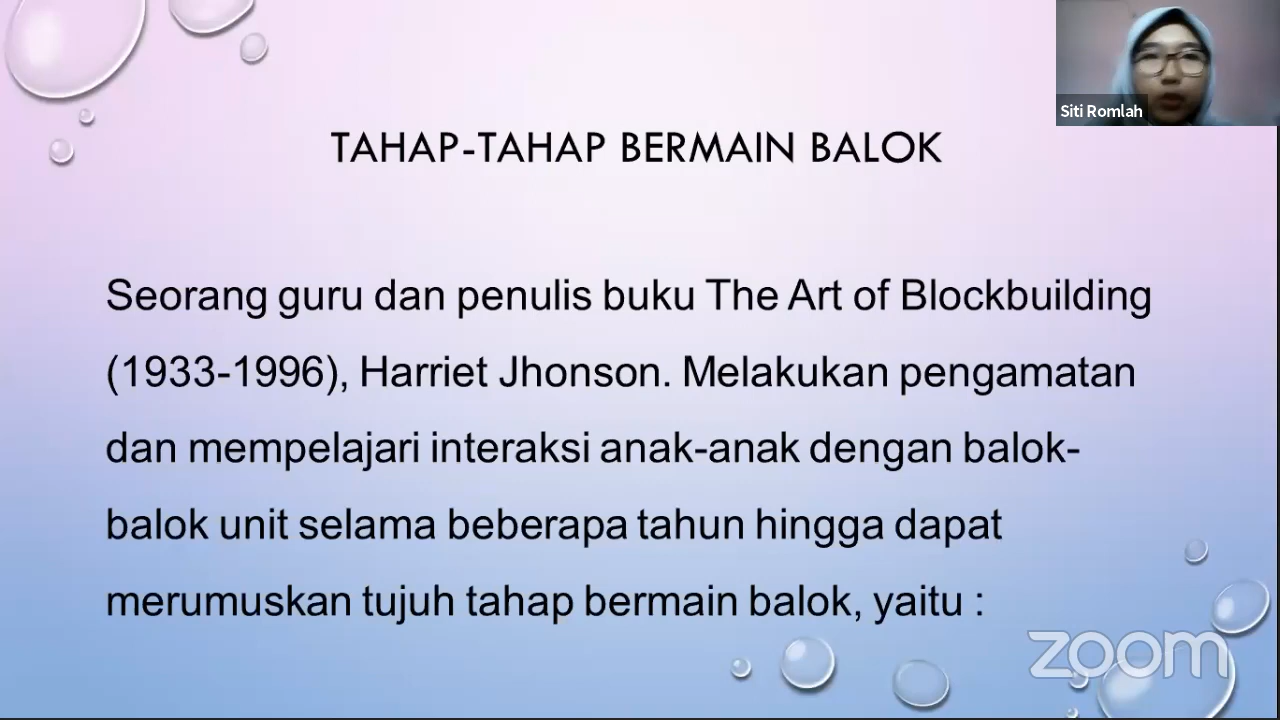 Siti Romlah
TAHAP-TAHAP BERMAIN BALOK
Seorang guru dan penulis buku The Art of Blockbuilding
(1933-1996), Harriet Jhonson. Melakukan pengamatan
dan mempelajari interaksi anak-anak dengan balok-
balok unit selama beberapa tahun hingga dapat
merumuskan tujuh tahap bermain balok, yaitu :
zoom